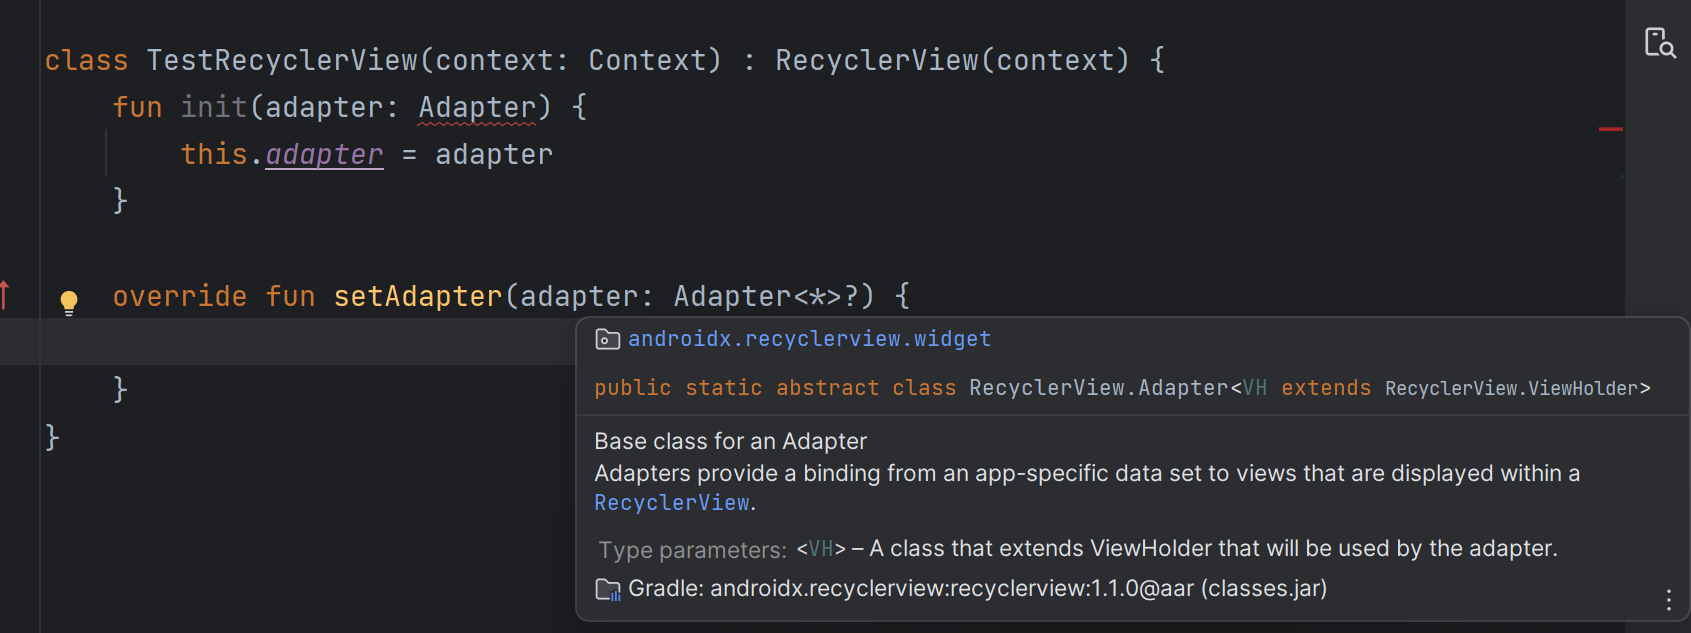 class TestRecyclerView(context: Context) : RecyclerView(context) {
fun init(adapter: Adapter) {
this.adapter = adapter
}
override fun setAdapter(adapter: Adapter<*>?) {
androidx.recyclerview.widget
public static abstract class RecyclerView.Adapter<VH extends RecyclerView.ViewHolder>
}
}
Base class for an Adapter
Adapters provide a binding from an app-specific data set to views that are displayed within a
RecyclerView.
Type parameters: <VH> – A class that extends ViewHolder that will be used by the adapter.
Gradle: androidx.recyclerview:recyclerview:1.1.0@aar (classes.jar)